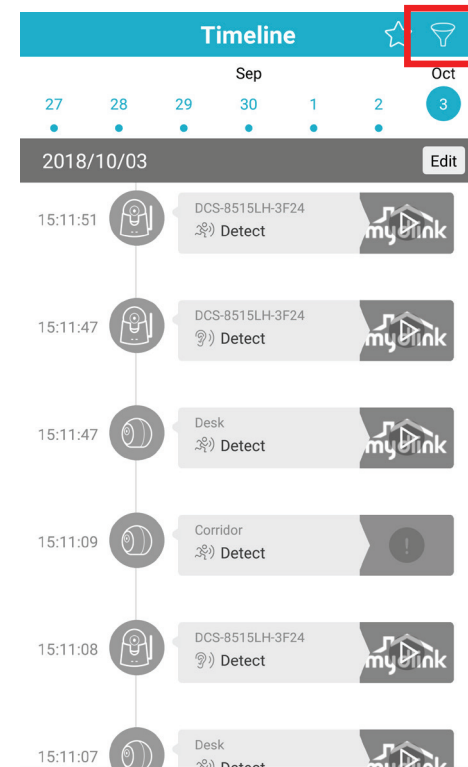 Timeline
Sep Oct
27 28 29 30 1 2 3
2018/10/03 Edit
15:11:51 DCS-8515LH-3F24
Detect
mydlink
15:11:47 DCS-8515LH-3F24
Detect
mydlink
15:11:47 Desk
Detect
mydlink
15:11:09 Corridor
Detect
!
15:11:08 DCS-8515LH-3F24
Detect
mydlink
15:11:07 Desk
Detect
mydlink